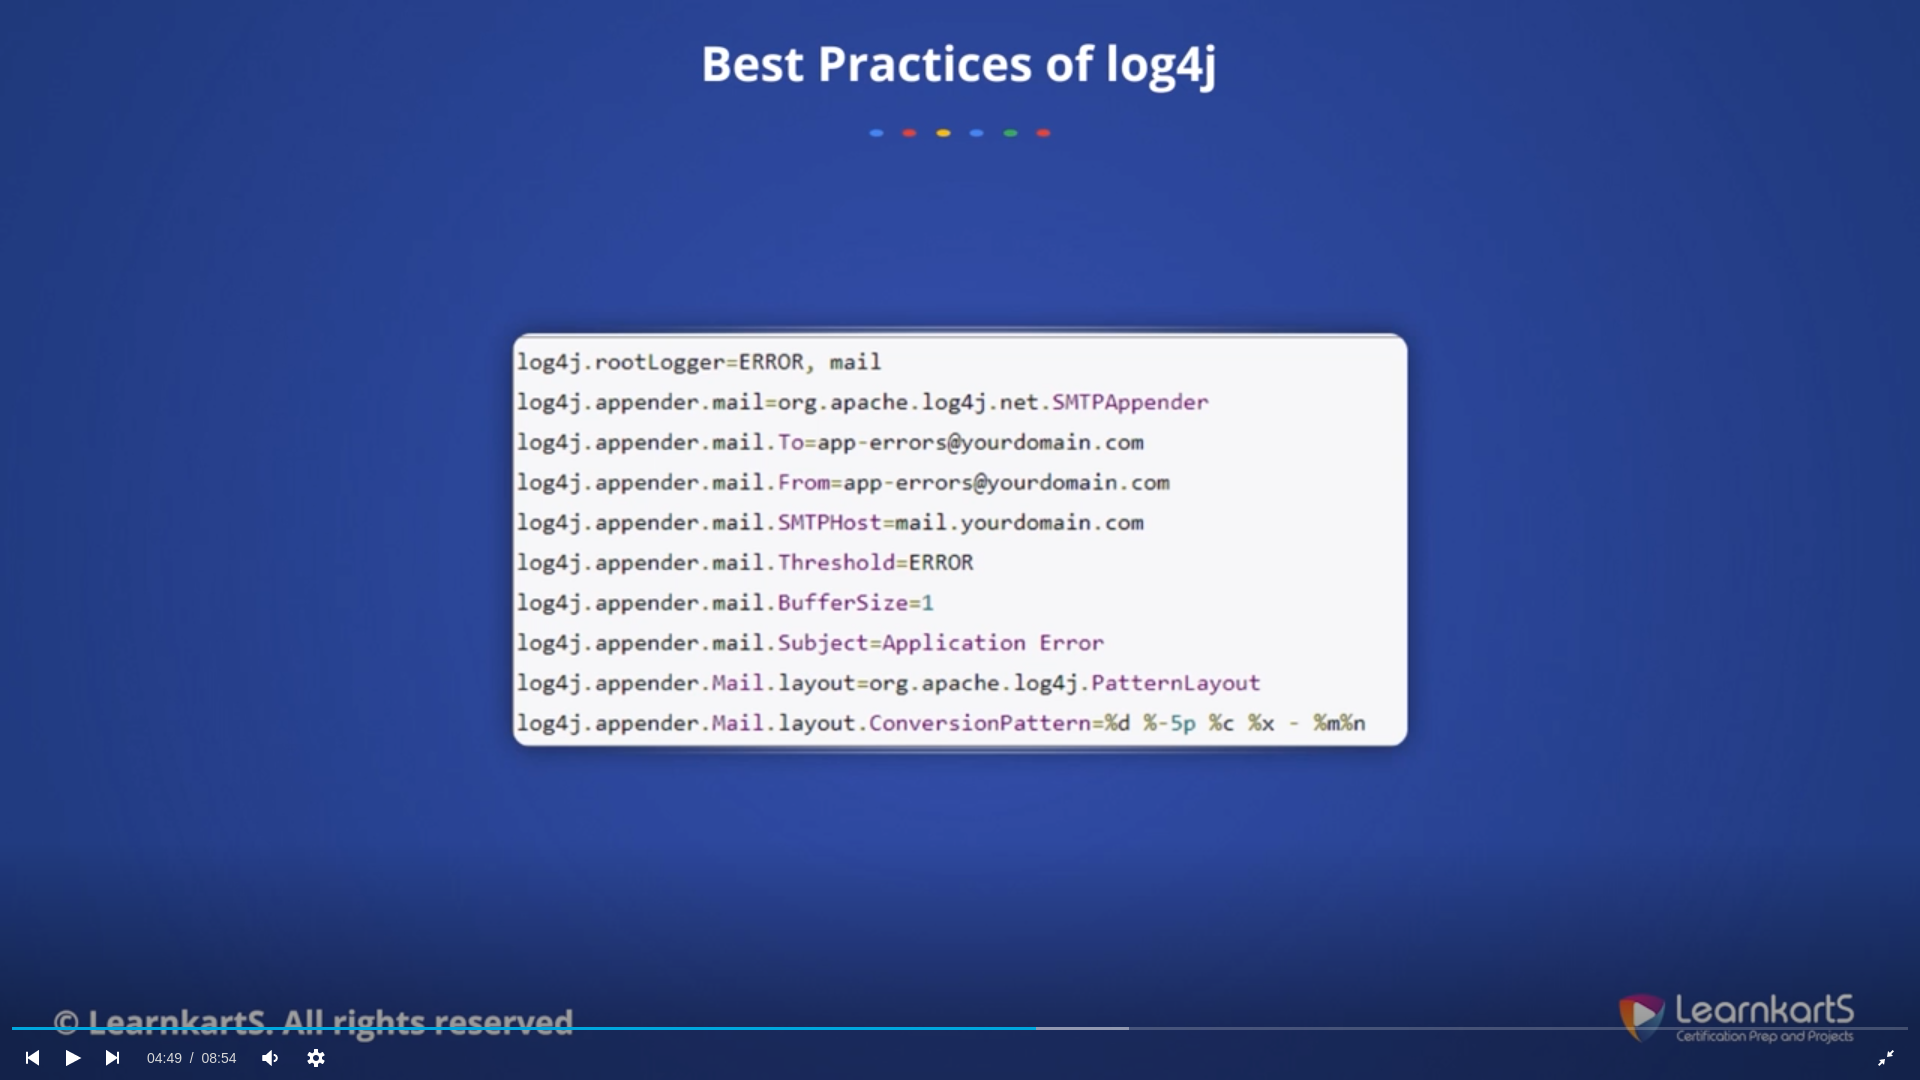 Best Practices of log4j
log4j.rootLogger=ERROR, mail
log4j.appender.mail=org.apache.log4j.net.SMTPAppender
log4j.appender.mail.To=app-errors@yourdomain.com
log4j.appender.mail.From=app-errors@yourdomain.com
log4j.appender.mail.SMTPHost=mail.yourdomain.com
log4j.appender.mail.Threshold=ERROR
log4j.appender.mail.BufferSize=1
log4j.appender.mail.Subject=Application Error
log4j.appender.Mail.layout=org.apache.log4j.PatternLayout
log4j.appender.Mail.layout.ConversionPattern=%d %-5p %c %x - %m%n
© LearnkartS. All rights reserved
LearnkartS
Certification Prep and Projects
04:49 / 08:54